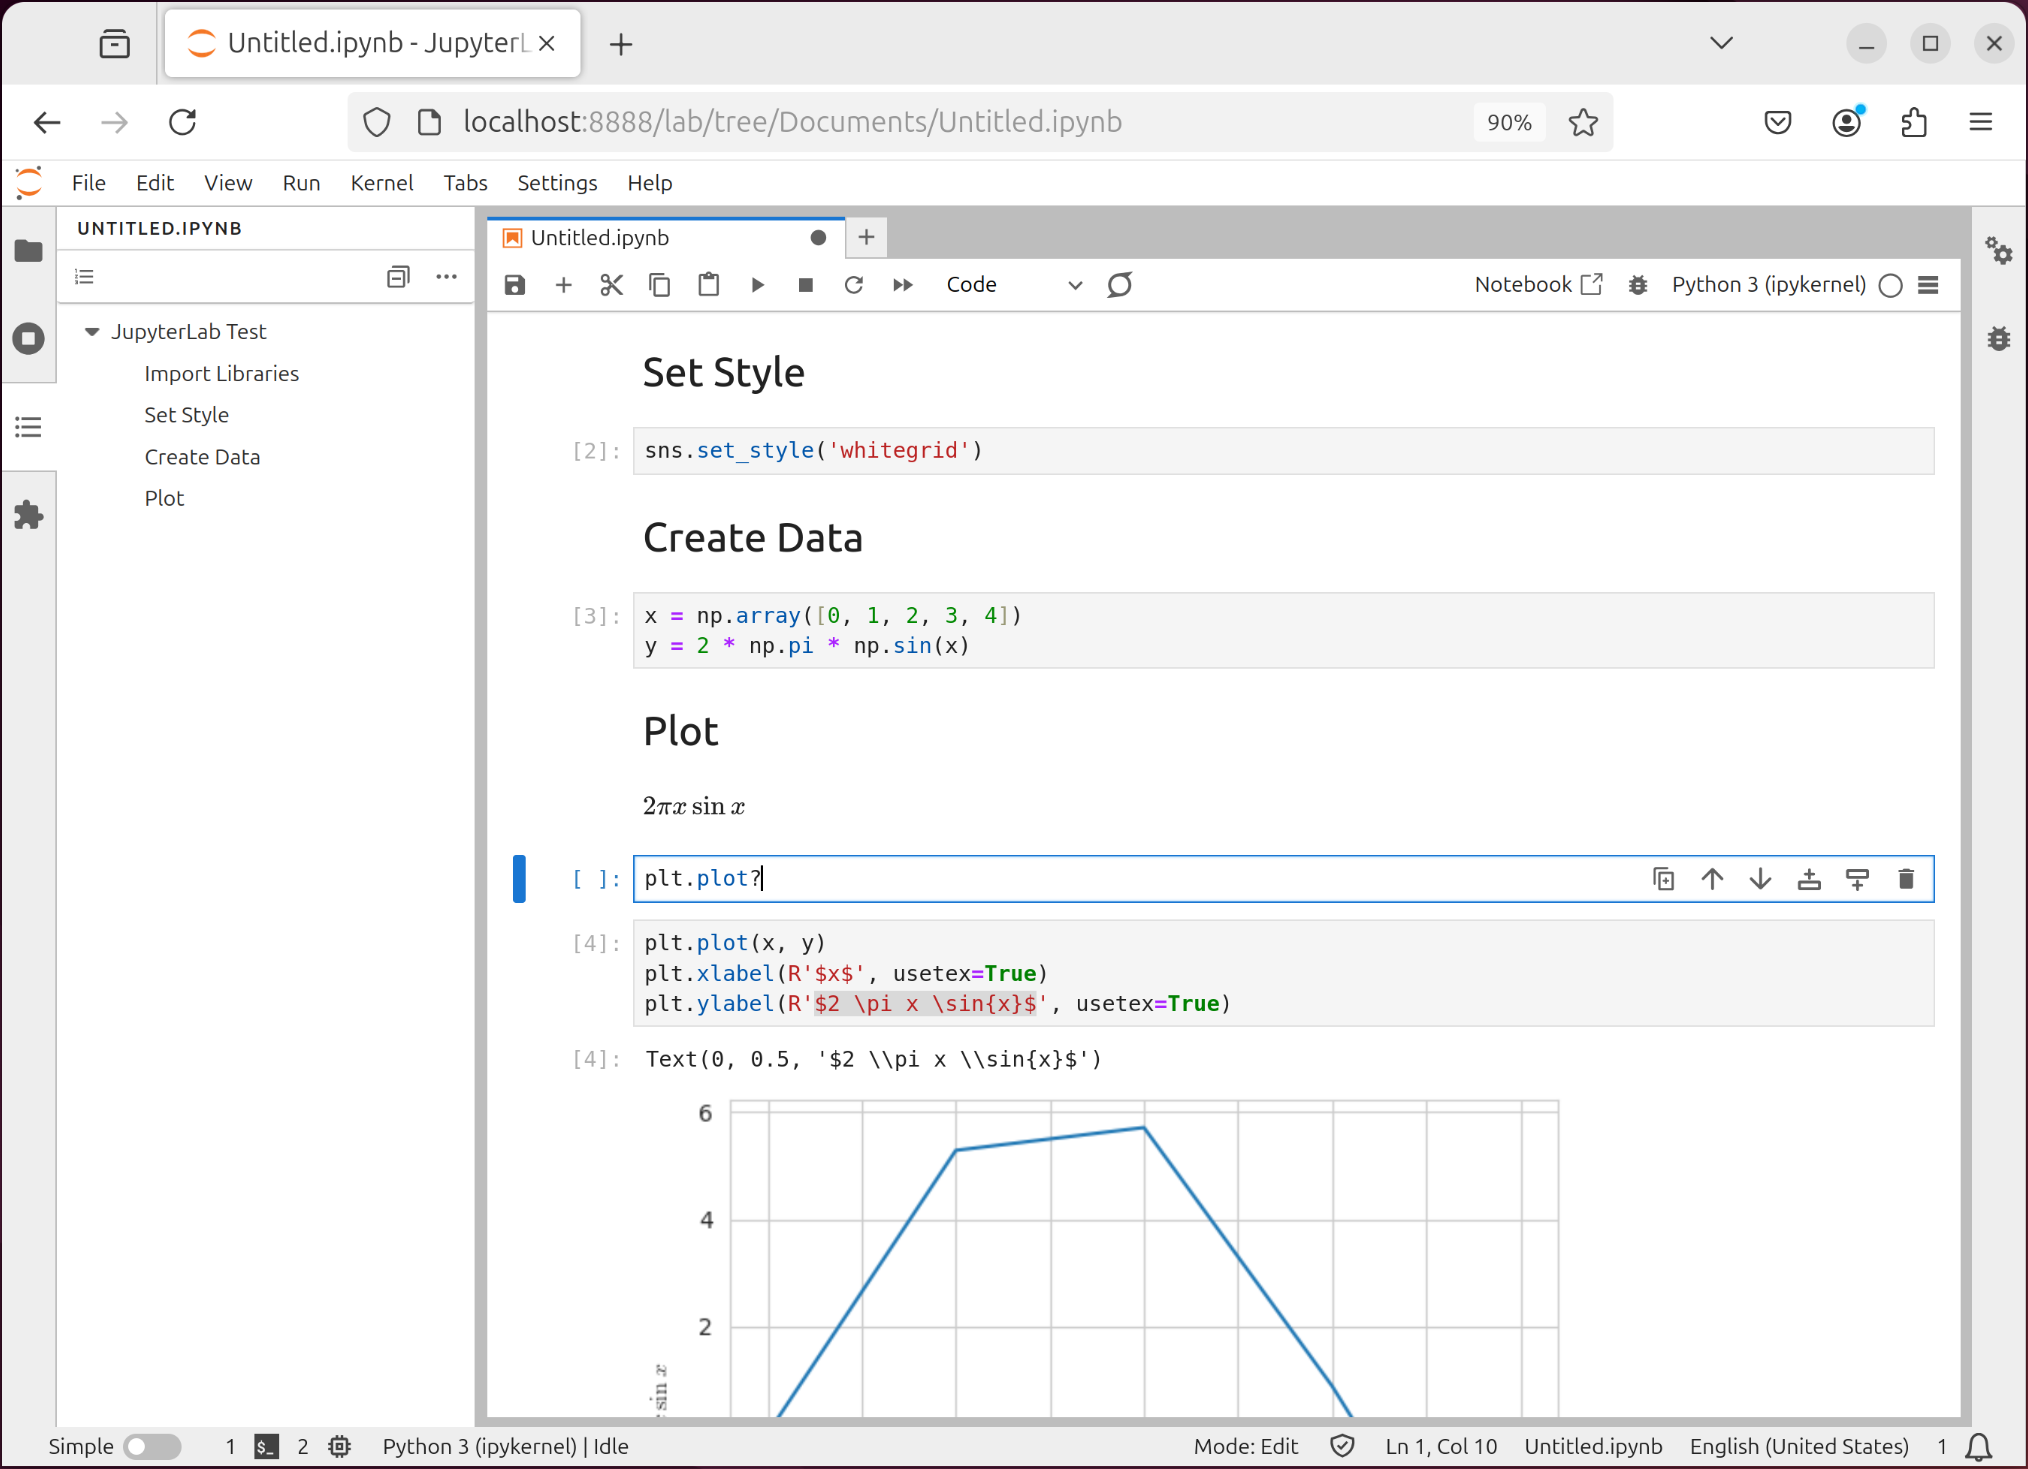 Untitled.ipynb - JupyterL
localhost:8888/lab/tree/Documents/Untitled.ipynb
90%
File Edit View Run Kernel Tabs Settings Help
UNTITLED.IPYNB
JupyterLab Test
Import Libraries
Set Style
Create Data
Plot
Untitled.ipynb
Code
Notebook
Python 3 (ipykernel)
Set Style
[2]: sns.set_style('whitegrid')
Create Data
[3]: x = np.array([0, 1, 2, 3, 4])
y = 2 * np.pi * np.sin(x)
Plot
2πx sin x
[ ]: plt.plot?
[4]: plt.plot(x, y)
plt.xlabel(R'$x$', usetex=True)
plt.ylabel(R'$2 \pi x \sin{x}$', usetex=True)
[4]: Text(0, 0.5, '$2 \\pi x \\sin{x}$')
6
4
2
sin x
Simple 1 $_ 2 Python 3 (ipykernel) | Idle Mode: Edit Ln 1, Col 10 Untitled.ipynb English (United States) 1